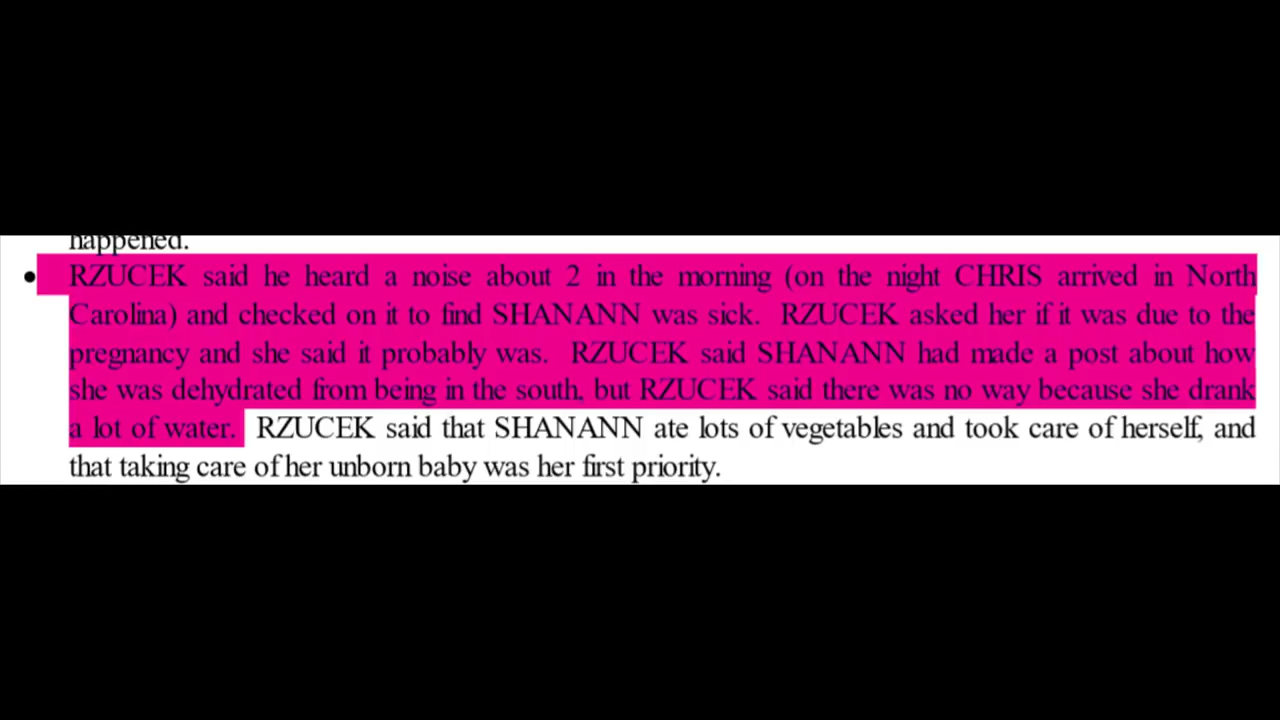 happened.
• RZUCEK said he heard a noise about 2 in the morning (on the night CHRIS arrived in North
Carolina) and checked on it to find SHANANN was sick. RZUCEK asked her if it was due to the
pregnancy and she said it probably was. RZUCEK said SHANANN had made a post about how
she was dehydrated from being in the south, but RZUCEK said there was no way because she drank
a lot of water. RZUCEK said that SHANANN ate lots of vegetables and took care of herself, and
that taking care of her unborn baby was her first priority.